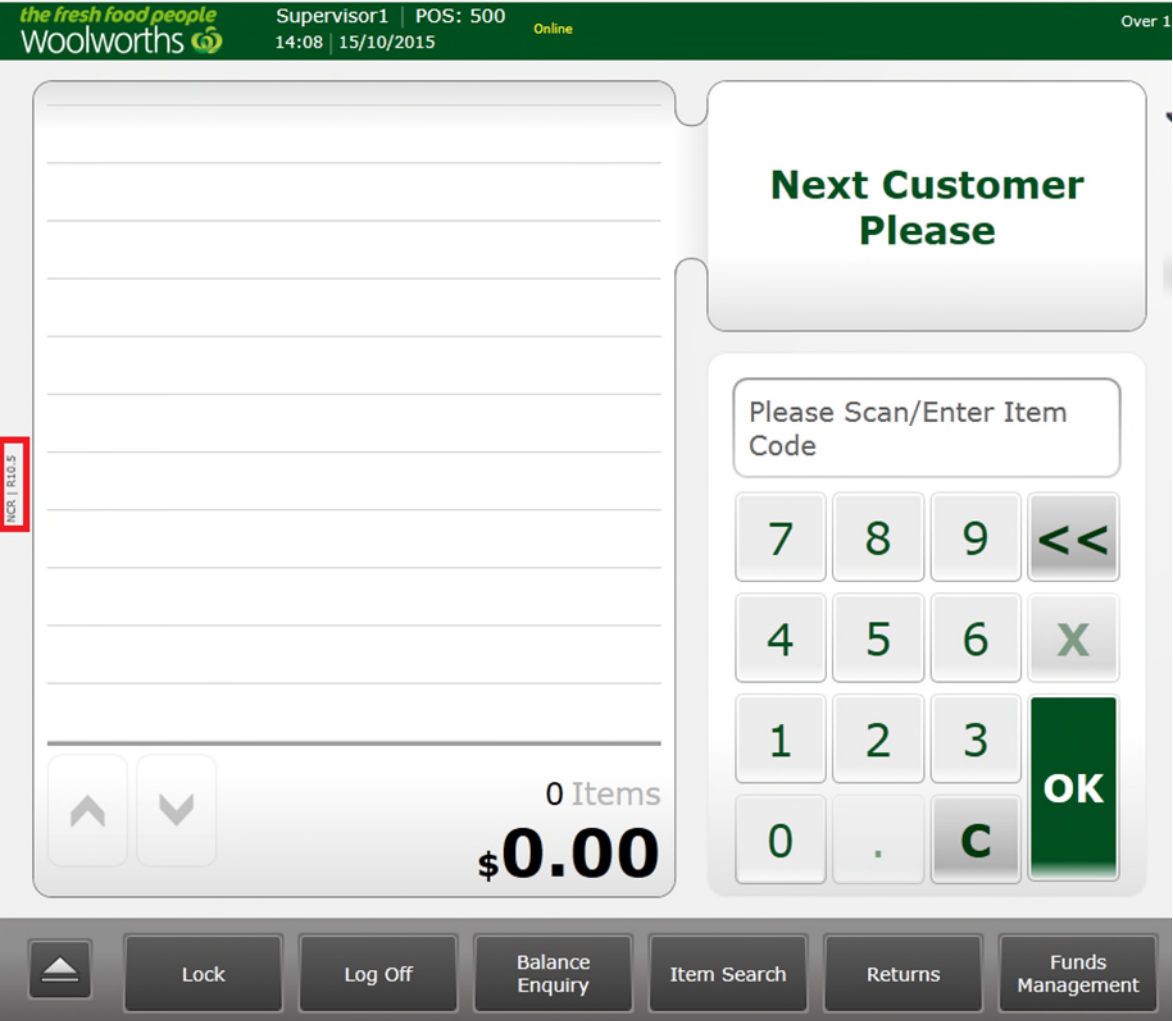 the fresh food people
Woolworths
Supervisor1 | POS: 500
14:08 | 15/10/2015
Online
Over 1
Next Customer
Please
NCR | R10.5
Please Scan/Enter Item
Code
7 8 9 <<
4 5 6 X
1 2 3
OK
0 . C
0 Items
$0.00
Lock
Log Off
Balance
Enquiry
Item Search
Returns
Funds
Management